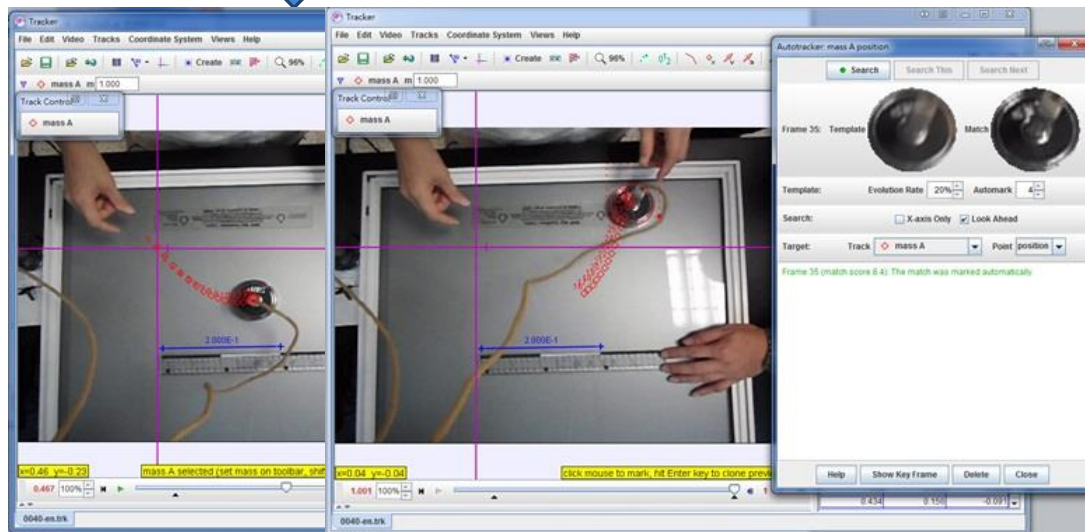 Tracker
File Edit Video Tracks Coordinate System Views Help
Create 96%
mass A m 1.000
Track Control
mass A
2.000E-1
x=0.46 y=-0.23
mass A selected (set mass on toolbar, shift
0.467 100%
0040-en.trk
Tracker
File Edit Video Tracks Coordinate System Views Help
Create 96%
mass A m 1.000
Track Control
mass A
2.000E-1
x=0.04 y=-0.04
click mouse to mark, hit Enter key to clone previ
1.001 100% 1
0040-en.trk
Autotracker: mass A position
Search Search This Search Next
Frame 35: Template Match
Template: Evolution Rate 20% Automark 4
Search: X-axis Only Look Ahead
Target: Track mass A Point position
Frame 35 (match score 6.4): The match was marked automatically.
Help Show Key Frame Delete Close
0.434 0.156 -0.091